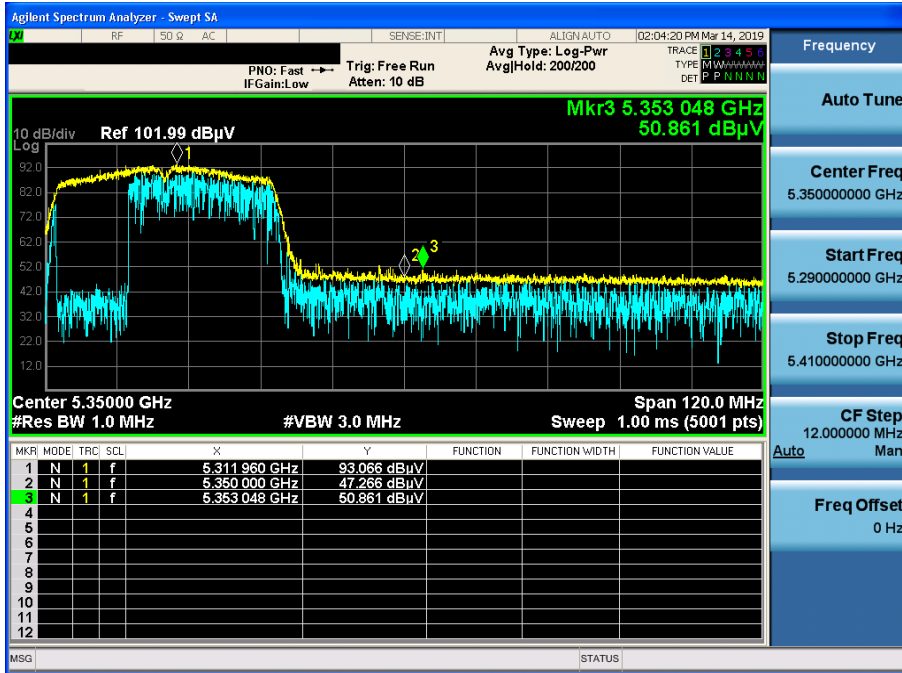 Agilent Spectrum Analyzer - Swept SA
LXI RF 50 Ω AC SENSE:INT ALIGN AUTO 02:04:20 PM Mar 14, 2019
Frequency
PNO: Fast
IFGain:Low
Trig: Free Run
Atten: 10 dB
Avg Type: Log-Pwr
Avg|Hold: 200/200
TRACE 1 2 3 4 5 6
TYPE M
DET P P N N N N
Auto Tune
Mkr3 5.353 048 GHz
50.861 dBµV
10 dB/div Ref 101.99 dBµV
Log
1
92.0
82.0
72.0
62.0
52.0
42.0
32.0
22.0
12.0
2
3
Center Freq
5.350000000 GHz
Start Freq
5.290000000 GHz
Stop Freq
5.410000000 GHz
Center 5.35000 GHz Span 120.0 MHz
#Res BW 1.0 MHz #VBW 3.0 MHz Sweep 1.00 ms (5001 pts)
CF Step
12.000000 MHz
Auto Man
MKR MODE TRC SCL X Y FUNCTION FUNCTION WIDTH FUNCTION VALUE
1 N 1 f 5.311 960 GHz 93.066 dBµV
2 N 1 f 5.350 000 GHz 47.266 dBµV
3 N 1 f 5.353 048 GHz 50.861 dBµV
4
5
6
7
8
9
10
11
12
Freq Offset
0 Hz
MSG STATUS